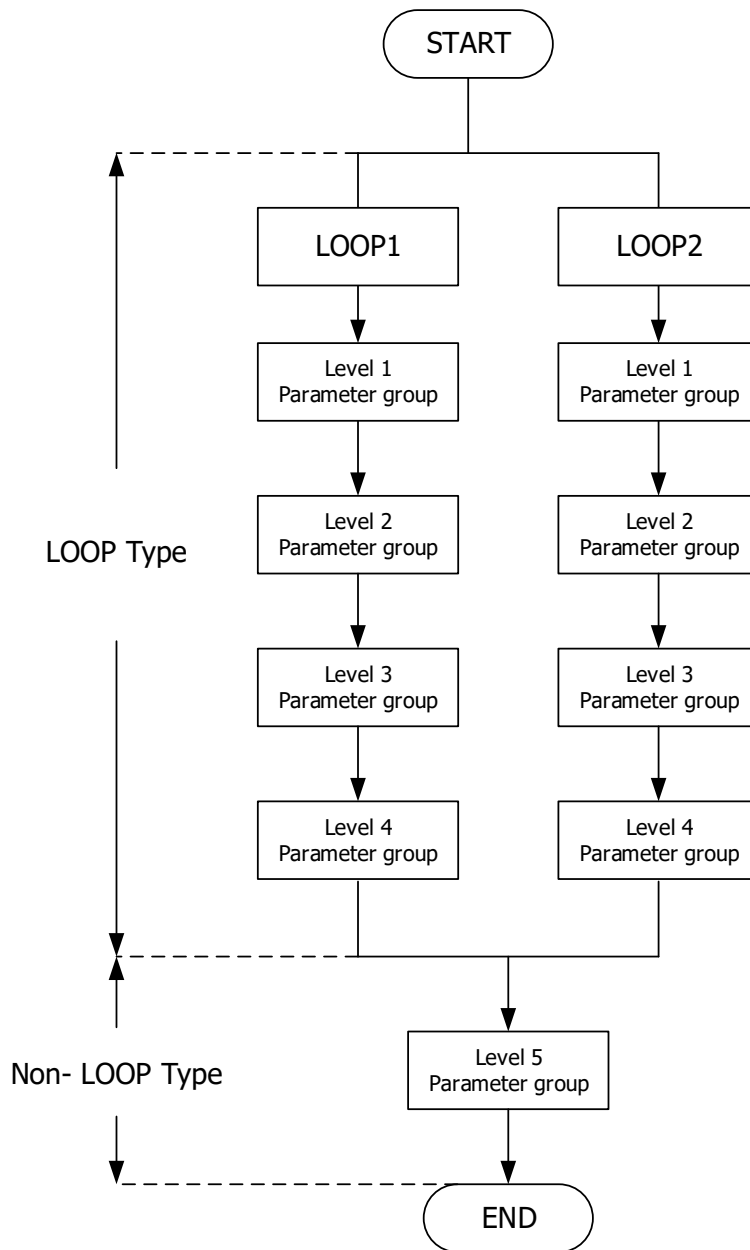 START
LOOP1
LOOP2
Level 1
Parameter group
Level 1
Parameter group
Level 2
Parameter group
Level 2
Parameter group
LOOP Type
Level 3
Parameter group
Level 3
Parameter group
Level 4
Parameter group
Level 4
Parameter group
Level 5
Parameter group
Non- LOOP Type
END